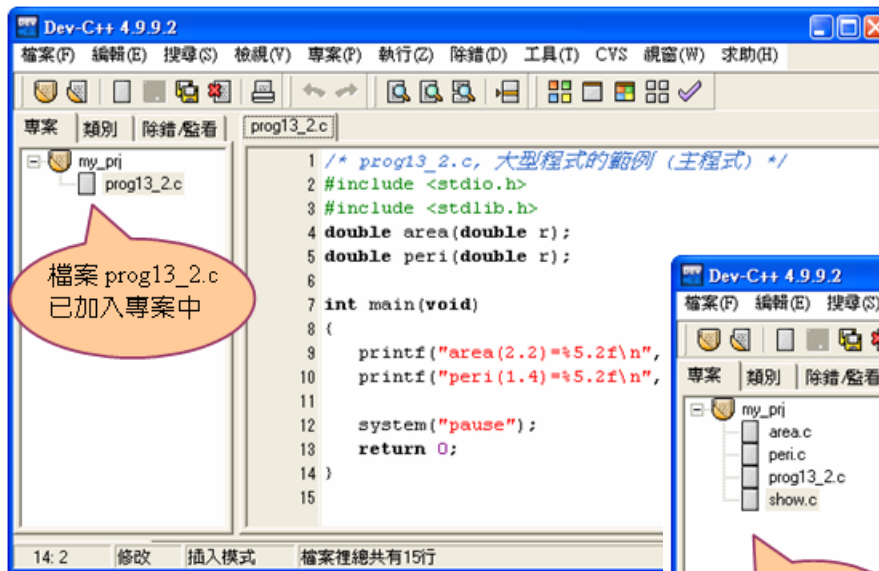 Dev-C++ 4.9.9.2
檔案(F) 編輯(E) 搜尋(S) 檢視(V) 專案(P) 執行(Z) 除錯(D) 工具(T) CVS 視窗(W) 求助(H)
專案 類別 除錯/監看
prog13_2.c
my_prj
prog13_2.c
檔案 prog13_2.c
已加入專案中
1 /* prog13_2.c, 大型程式的範例 (主程式) */
2 #include <stdio.h>
3 #include <stdlib.h>
4 double area(double r);
5 double peri(double r);
6
7 int main(void)
8 {
9 printf("area(2.2)=%5.2f\n",
10 printf("peri(1.4)=%5.2f\n",
11
12 system("pause");
13 return 0;
14 }
15
14: 2 修改 插入模式 檔案裡總共有15行
Dev-C++ 4.9.9.2
檔案(F) 編輯(E) 搜尋(S)
專案 類別 除錯/監看
my_prj
area.c
peri.c
prog13_2.c
show.c